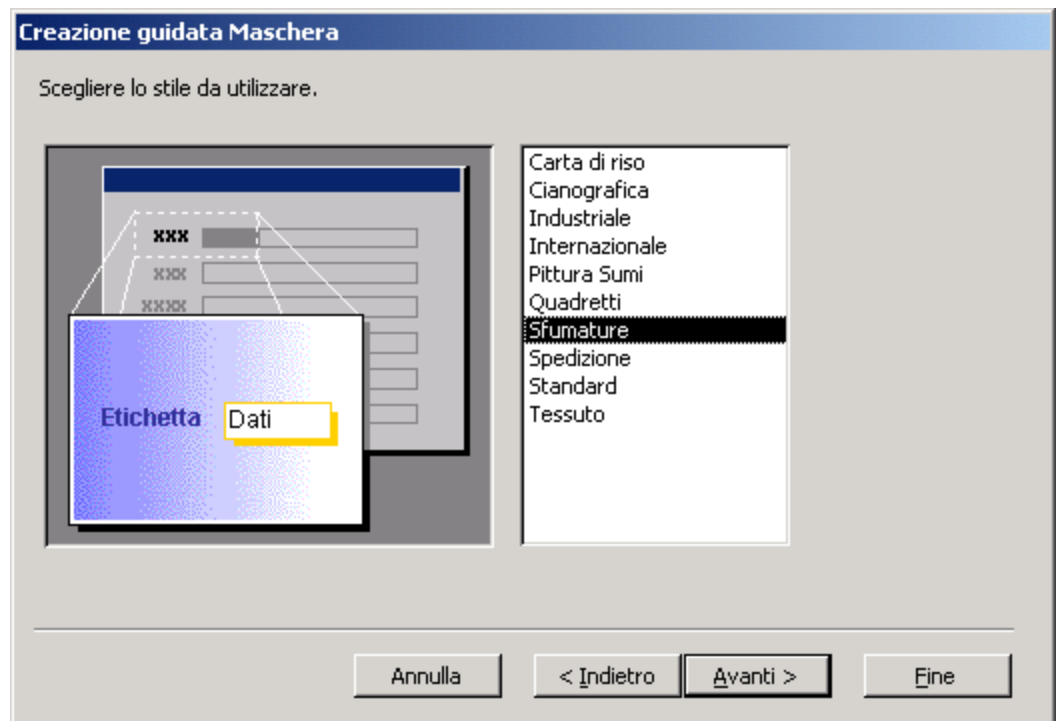 Creazione guidata Maschera
Scegliere lo stile da utilizzare.
xxx
xxx
xxxx
Etichetta Dati
Carta di riso
Cianografica
Industriale
Internazionale
Pittura Sumi
Quadretti
Sfumature
Spedizione
Standard
Tessuto
Annulla
< Indietro
Avanti >
Fine